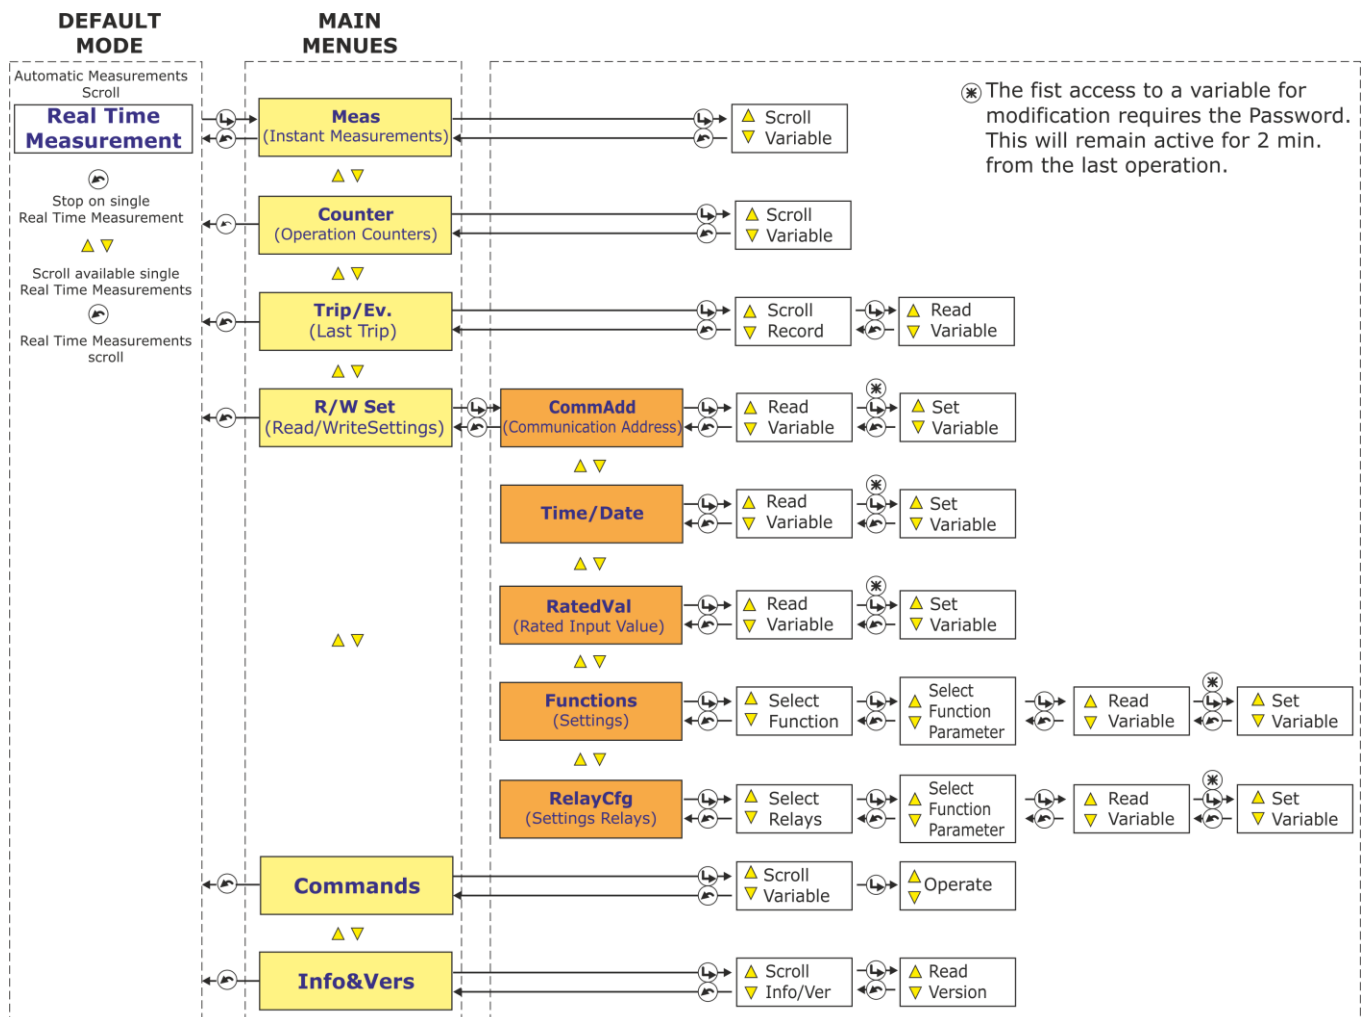 DEFAULT
MODE
MAIN
MENUES
Automatic Measurements
Scroll
Real Time
Measurement
Stop on single
Real Time Measurement
Scroll available single
Real Time Measurements
Real Time Measurements
scroll
Meas
(Instant Measurements)
Scroll
Variable
The fist access to a variable for
modification requires the Password.
This will remain active for 2 min.
from the last operation.
Counter
(Operation Counters)
Scroll
Variable
Trip/Ev.
(Last Trip)
Scroll
Record
Read
Variable
R/W Set
(Read/WriteSettings)
CommAdd
(Communication Address)
Read
Variable
Set
Variable
Time/Date
Read
Variable
Set
Variable
RatedVal
(Rated Input Value)
Read
Variable
Set
Variable
Functions
(Settings)
Select
Function
Select
Function
Parameter
Read
Variable
Set
Variable
RelayCfg
(Settings Relays)
Select
Relays
Select
Function
Parameter
Read
Variable
Set
Variable
Commands
Scroll
Variable
Operate
Info&Vers
Scroll
Info/Ver
Read
Version